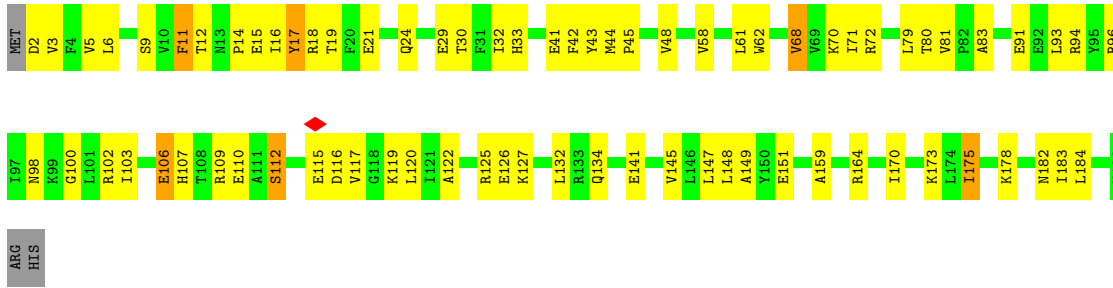 MET D2 V3 F4 V5 L6 S9 V10 F11 T12 N13 P14 E15 I16 Y17 R18 T19 F20 E21 Q24 E29 T30 F31 I32 H33 E41 F42 Y43 M44 P45 V48 V58 L61 W62 V68 Y69 K70 I71 R72 L79 T80 V81 P82 A83 E91 E92 L93 R94 Y95 R96
I97 N98 K99 G100 L101 R102 I103 E106 H107 T108 R109 E110 A111 S112 E115 D116 V117 G118 K119 L120 I121 A122 R125 E126 K127 L132 R133 Q134 E141 V145 L146 L147 L148 A149 Y150 E151 A159 R164 I170 K173 L174 I175 K178 N182 I183 L184
ARG HIS